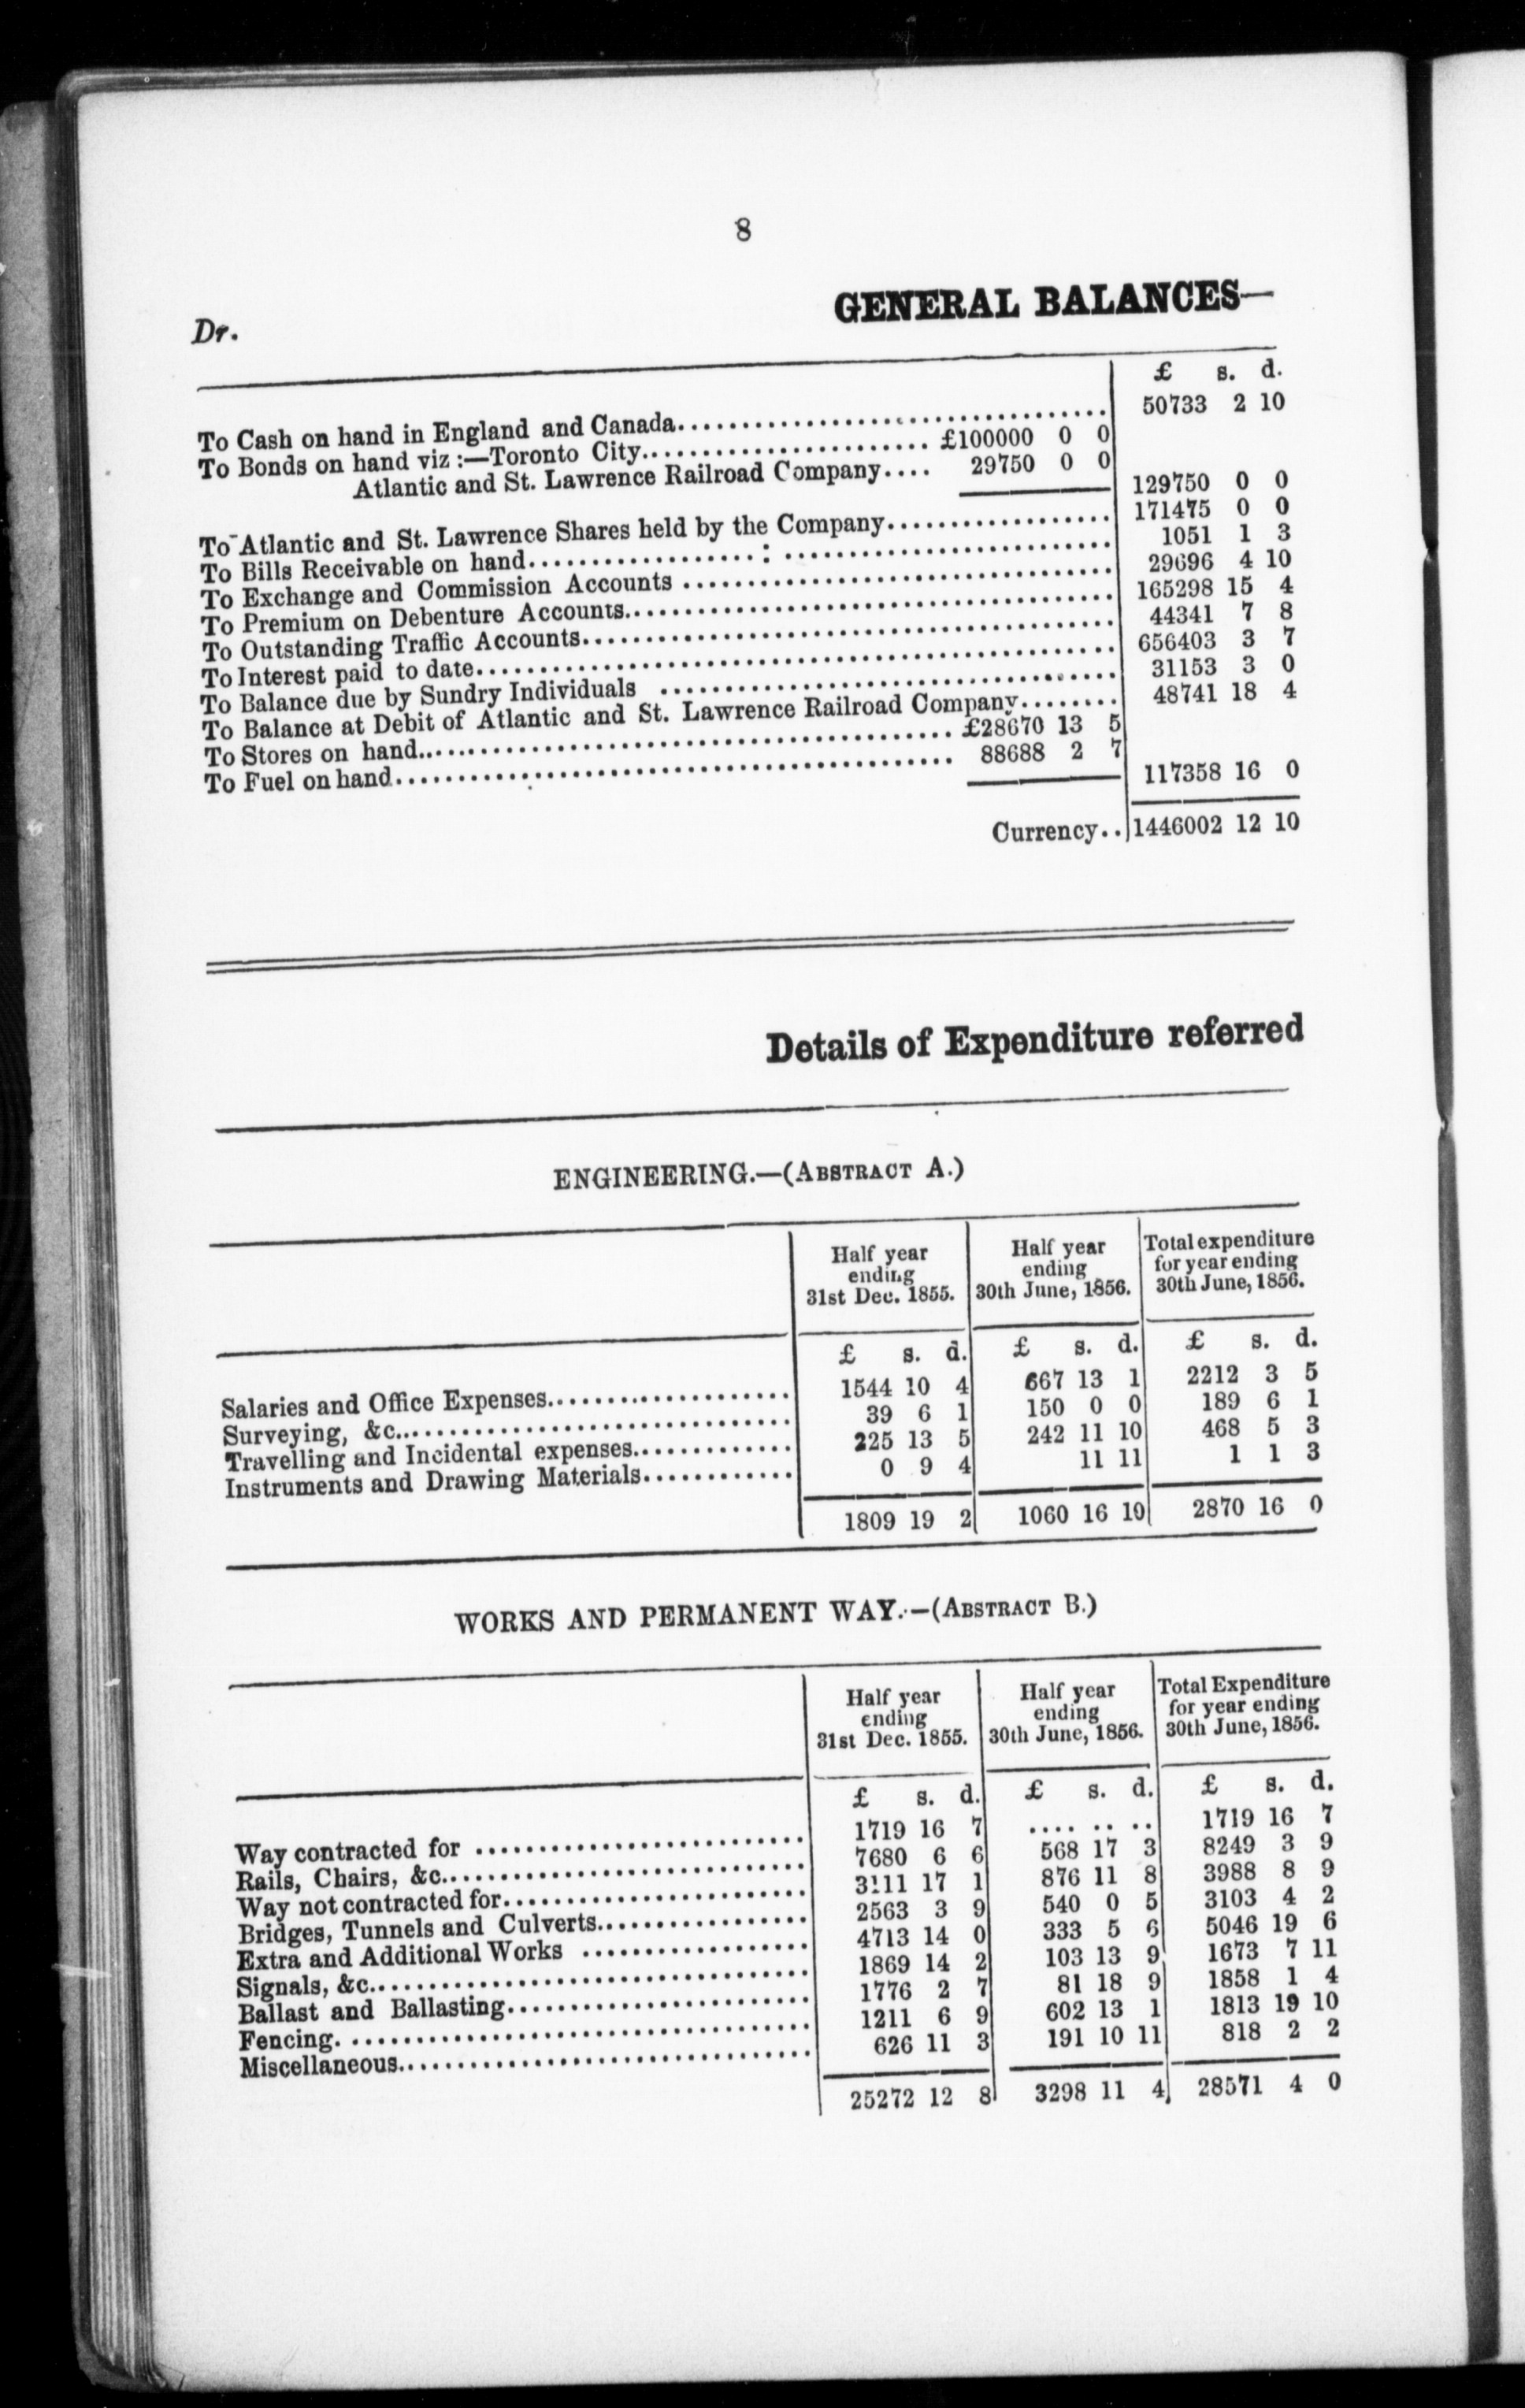 8
GENERAL BALANCES—
Dr.
£ s. d.
To Cash on hand in England and Canada........ 50733 2 10
To Bonds on hand viz :—Toronto City........ £100000 0 0
Atlantic and St. Lawrence Railroad Company.... 29750 0 0
129750 0 0
To Atlantic and St. Lawrence Shares held by the Company........ 171475 0 0
To Bills Receivable on hand........ 1051 1 3
To Exchange and Commission Accounts ........ 29696 4 10
To Premium on Debenture Accounts........ 165298 15 4
To Outstanding Traffic Accounts........ 44341 7 8
To Interest paid to date........ 656403 3 7
To Balance due by Sundry Individuals ........ 31153 3 0
To Balance at Debit of Atlantic and St. Lawrence Railroad Company........ 48741 18 4
To Stores on hand........ £28670 13 5
To Fuel on hand........ 88688 2 7
117358 16 0
Currency.. 1446002 12 10
Details of Expenditure referred
ENGINEERING.—(ABSTRACT A.)
Half year ending 31st Dec. 1855. Half year ending 30th June, 1856. Total expenditure for year ending 30th June, 1856.
£ s. d. £ s. d. £ s. d.
Salaries and Office Expenses........ 1544 10 4 667 13 1 2212 3 5
Surveying, &c........ 39 6 1 150 0 0 189 6 1
Travelling and Incidental expenses........ 225 13 5 242 11 10 468 5 3
Instruments and Drawing Materials........ 0 9 4 11 11 1 1 3
1809 19 2 1060 16 10 2870 16 0
WORKS AND PERMANENT WAY.—(ABSTRACT B.)
Half year ending 31st Dec. 1855. Half year ending 30th June, 1856. Total Expenditure for year ending 30th June, 1856.
£ s. d. £ s. d. £ s. d.
Way contracted for ........ 1719 16 7 .... .. .. 1719 16 7
Rails, Chairs, &c........ 7680 6 6 568 17 3 8249 3 9
Way not contracted for........ 3111 17 1 876 11 8 3988 8 9
Bridges, Tunnels and Culverts........ 2563 3 9 540 0 5 3103 4 2
Extra and Additional Works ........ 4713 14 0 333 5 6 5046 19 6
Signals, &c........ 1869 14 2 103 13 9 1673 7 11
Ballast and Ballasting........ 1776 2 7 81 18 9 1858 1 4
Fencing........ 1211 6 9 602 13 1 1813 19 10
Miscellaneous........ 626 11 3 191 10 11 818 2 2
25272 12 8 3298 11 4 28571 4 0